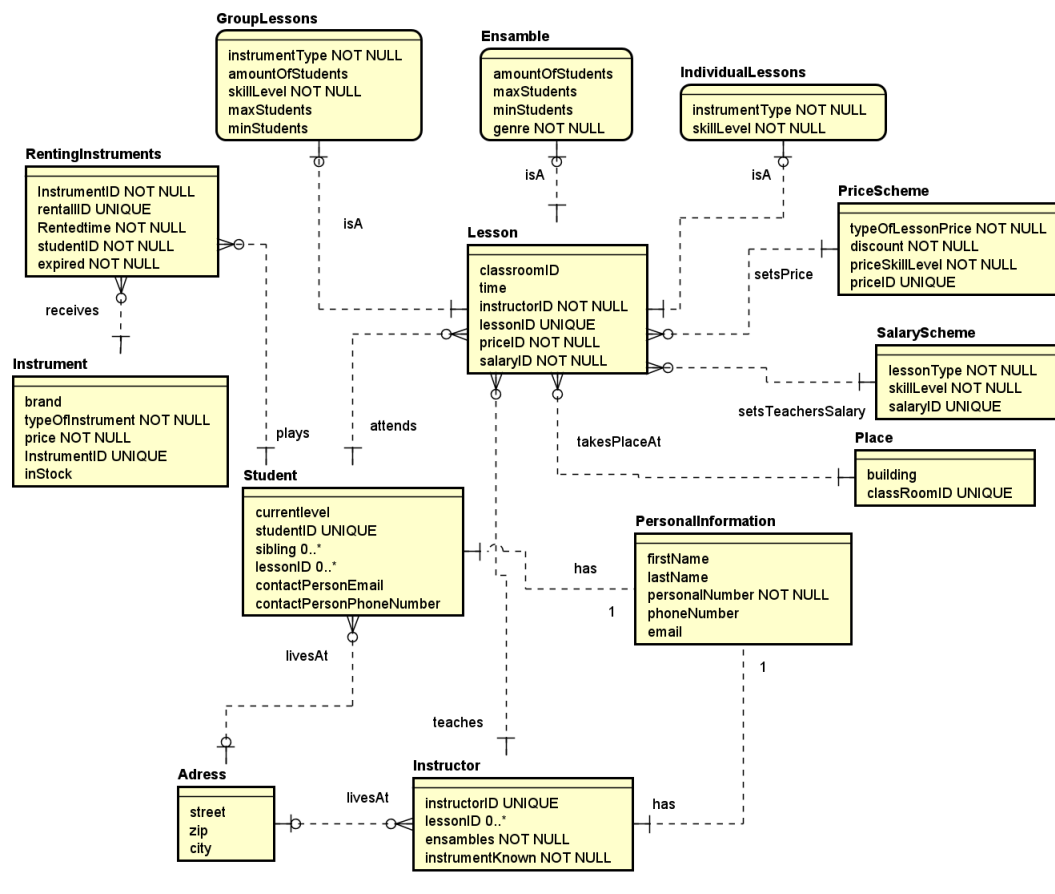 GroupLessons
instrumentType NOT NULL
amountOfStudents
skillLevel NOT NULL
maxStudents
minStudents
Ensamble
amountOfStudents
maxStudents
minStudents
genre NOT NULL
IndividualLessons
instrumentType NOT NULL
skillLevel NOT NULL
RentingInstruments
InstrumentID NOT NULL
rentallID UNIQUE
Rentedtime NOT NULL
studentID NOT NULL
expired NOT NULL
isA
isA
isA
PriceScheme
typeOfLessonPrice NOT NULL
discount NOT NULL
priceSkillLevel NOT NULL
priceID UNIQUE
Lesson
classroomID
time
instructorID NOT NULL
lessonID UNIQUE
priceID NOT NULL
salaryID NOT NULL
setsPrice
receives
SalaryScheme
lessonType NOT NULL
skillLevel NOT NULL
salaryID UNIQUE
Instrument
brand
typeOfInstrument NOT NULL
price NOT NULL
InstrumentID UNIQUE
inStock
plays
attends
setsTeachersSalary
takesPlaceAt
Place
building
classRoomID UNIQUE
Student
currentlevel
studentID UNIQUE
sibling 0..*
lessonID 0..*
contactPersonEmail
contactPersonPhoneNumber
PersonalInformation
firstName
lastName
personalNumber NOT NULL
phoneNumber
email
has
1
1
livesAt
teaches
Adress
street
zip
city
livesAt
Instructor
instructorID UNIQUE
lessonID 0..*
ensambles NOT NULL
instrumentKnown NOT NULL
has